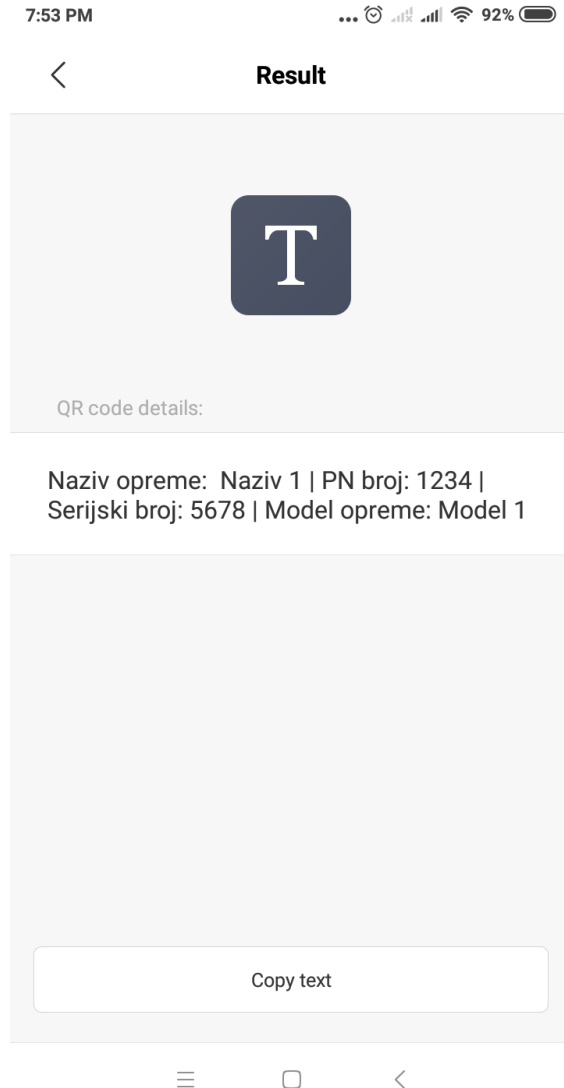 7:53 PM
92%
Result
T
QR code details:
Naziv opreme:  Naziv 1 | PN broj: 1234 |
Serijski broj: 5678 | Model opreme: Model 1
Copy text